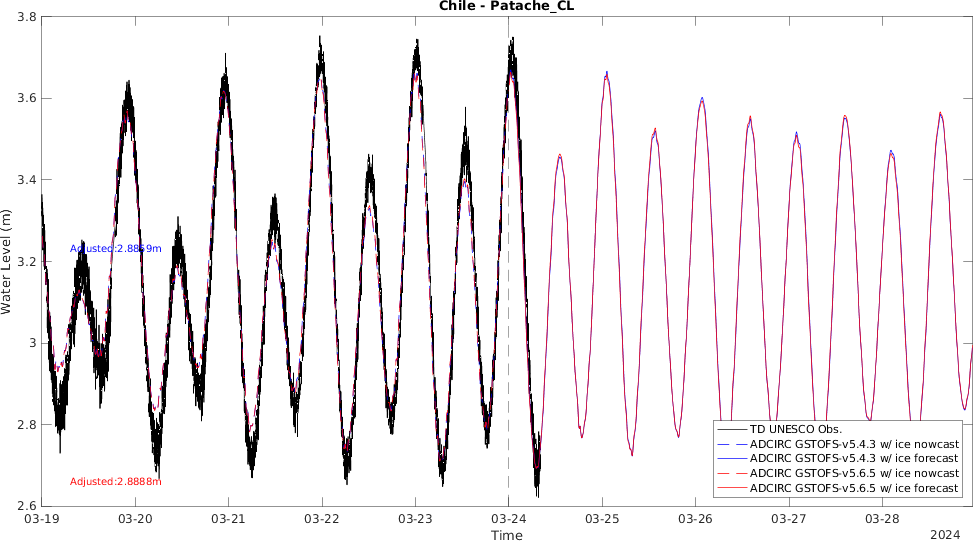 Chile - Patache_CL
3.8
3.6
3.4
3.2
3
2.8
2.6
Water Level (m)
Adjusted:2.8859m
Adjusted:2.8888m
TD UNESCO Obs.
ADCIRC GSTOFS-v5.4.3 w/ ice nowcast
ADCIRC GSTOFS-v5.4.3 w/ ice forecast
ADCIRC GSTOFS-v5.6.5 w/ ice nowcast
ADCIRC GSTOFS-v5.6.5 w/ ice forecast
03-19 03-20 03-21 03-22 03-23 03-24 03-25 03-26 03-27 03-28
Time
2024